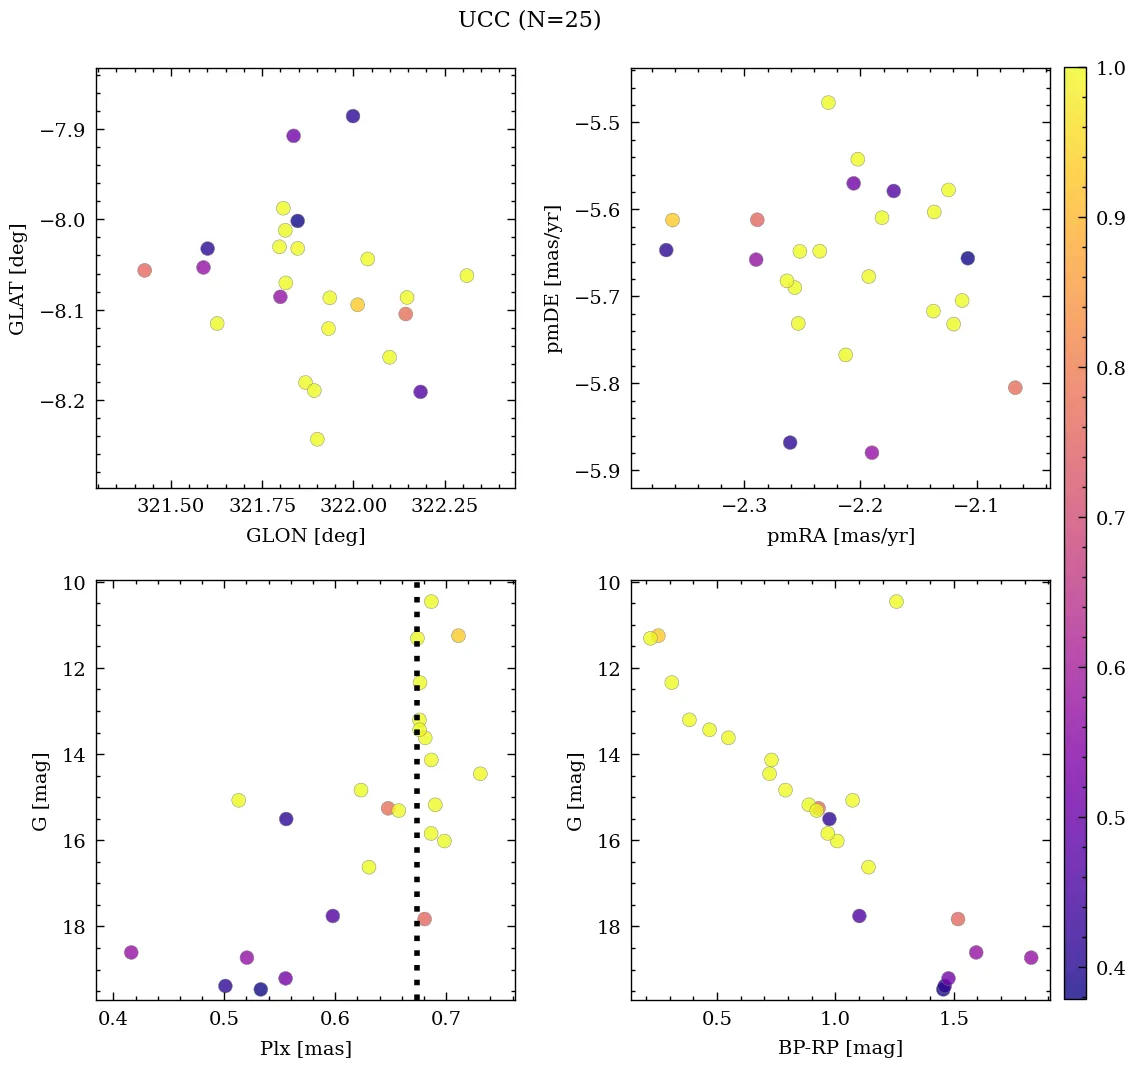 UCC (N=25)
−7.9
−8.0
−8.1
−8.2
GLAT [deg]
321.50 321.75 322.00 322.25
GLON [deg]
−5.5
−5.6
−5.7
−5.8
−5.9
pmDE [mas/yr]
−2.3 −2.2 −2.1
pmRA [mas/yr]
10
12
14
16
18
G [mag]
0.4 0.5 0.6 0.7
Plx [mas]
10
12
14
16
18
G [mag]
0.5 1.0 1.5
BP-RP [mag]
1.0
0.9
0.8
0.7
0.6
0.5
0.4